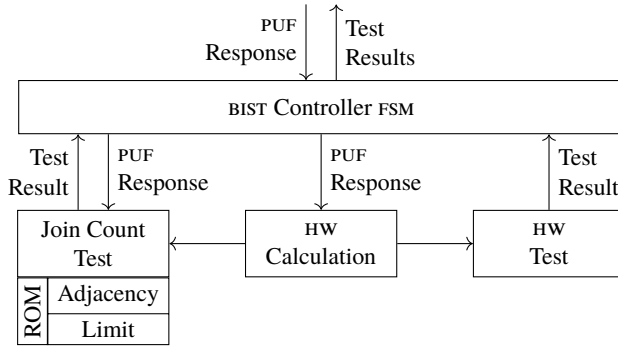 PUF
Response
Test
Results
BIST Controller FSM
Test
Result
PUF
Response
PUF
Response
Test
Result
Join Count
Test
HW
Calculation
HW
Test
ROM
Adjacency
Limit